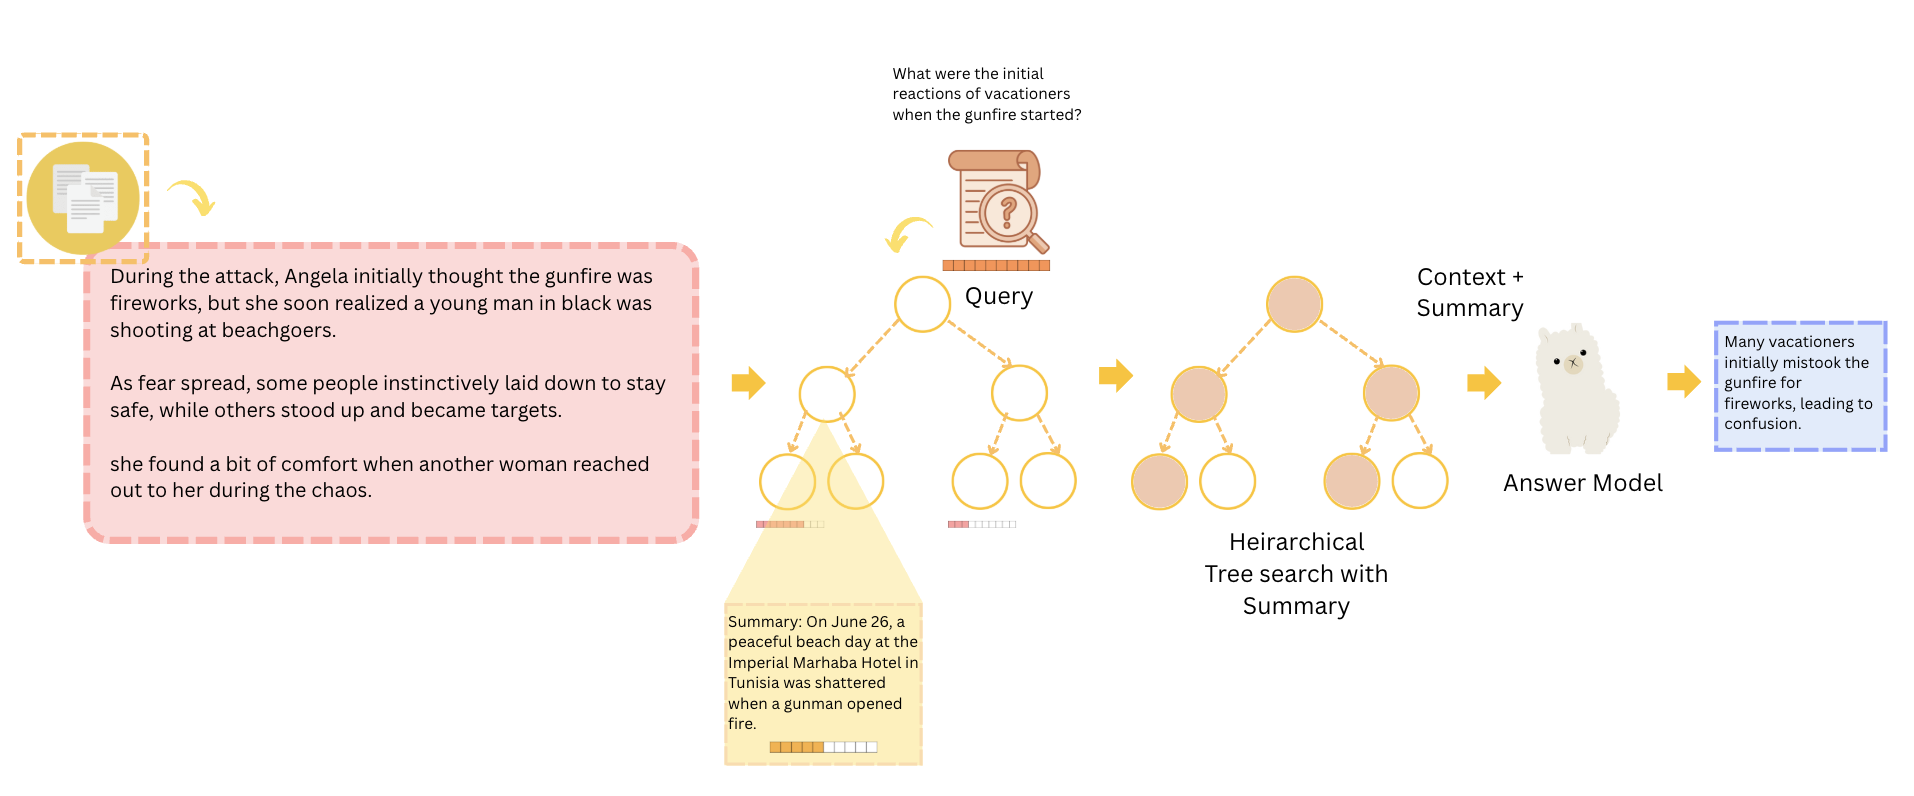 What were the initial
reactions of vacationers
when the gunfire started?
During the attack, Angela initially thought the gunfire was
fireworks, but she soon realized a young man in black was
shooting at beachgoers.
As fear spread, some people instinctively laid down to stay
safe, while others stood up and became targets.
she found a bit of comfort when another woman reached
out to her during the chaos.
Query
Summary: On June 26, a
peaceful beach day at the
Imperial Marhaba Hotel in
Tunisia was shattered
when a gunman opened
fire.
Heirarchical
Tree search with
Summary
Context +
Summary
Answer Model
Many vacationers
initially mistook the
gunfire for
fireworks, leading to
confusion.